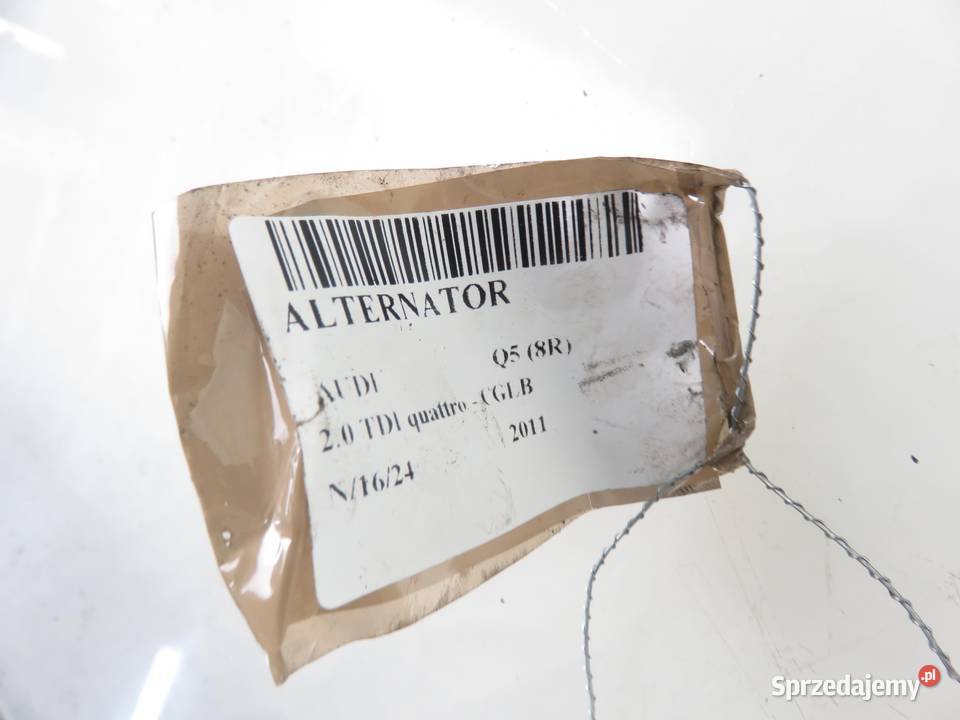 ALTERNATOR
AUDI Q5 (8R)
2.0 TDI quattro - CGLB
N/16/24 2011
Sprzedajemy.pl